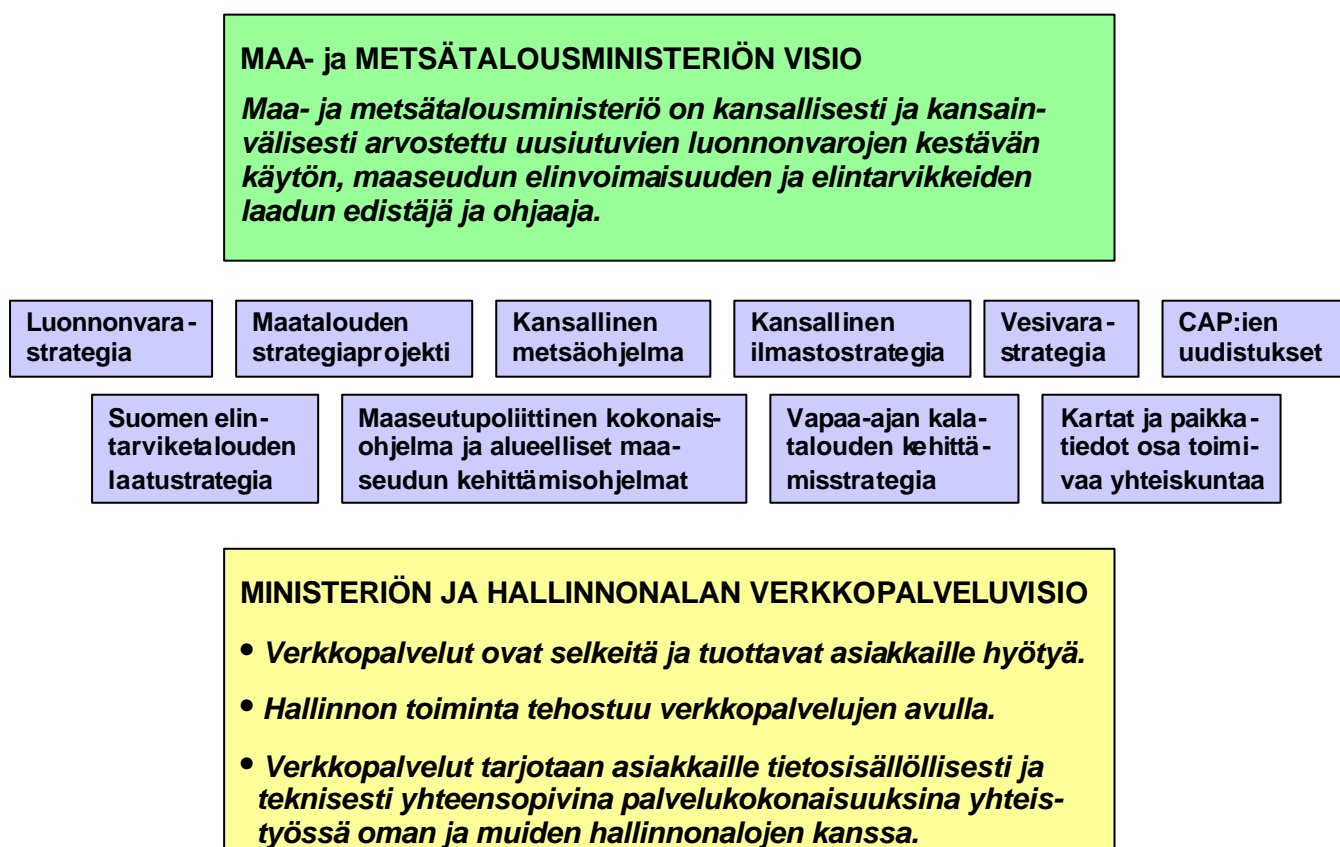 MAA- ja METSÄTALOUSMINISTERIÖN VISIO
Maa- ja metsätalousministeriö on kansallisesti ja kansain-
välisesti arvostettu uusiutuvien luonnonvarojen kestävän
käytön, maaseudun elinvoimaisuuden ja elintarvikkeiden
laadun edistäjä ja ohjaaja.
Luonnonvara-
strategia
Maatalouden
strategiaprojekti
Kansallinen
metsäohjelma
Kansallinen
ilmastostrategia
Vesivara-
strategia
CAP:ien
uudistukset
Suomen elin-
tarviketalouden
laatustrategia
Maaseutupoliittinen kokonais-
ohjelma ja alueelliset maa-
seudun kehittämisohjelmat
Vapaa-ajan kala-
talouden kehittä-
misstrategia
Kartat ja paikka-
tiedot osa toimi-
vaa yhteiskuntaa
MINISTERIÖN JA HALLINNONALAN VERKKOPALVELUVISIO
• Verkkopalvelut ovat selkeitä ja tuottavat asiakkaille hyötyä.
• Hallinnon toiminta tehostuu verkkopalvelujen avulla.
• Verkkopalvelut tarjotaan asiakkaille tietosisällöllisesti ja
teknisesti yhteensopivina palvelukokonaisuuksina yhteis-
työssä oman ja muiden hallinnonalojen kanssa.